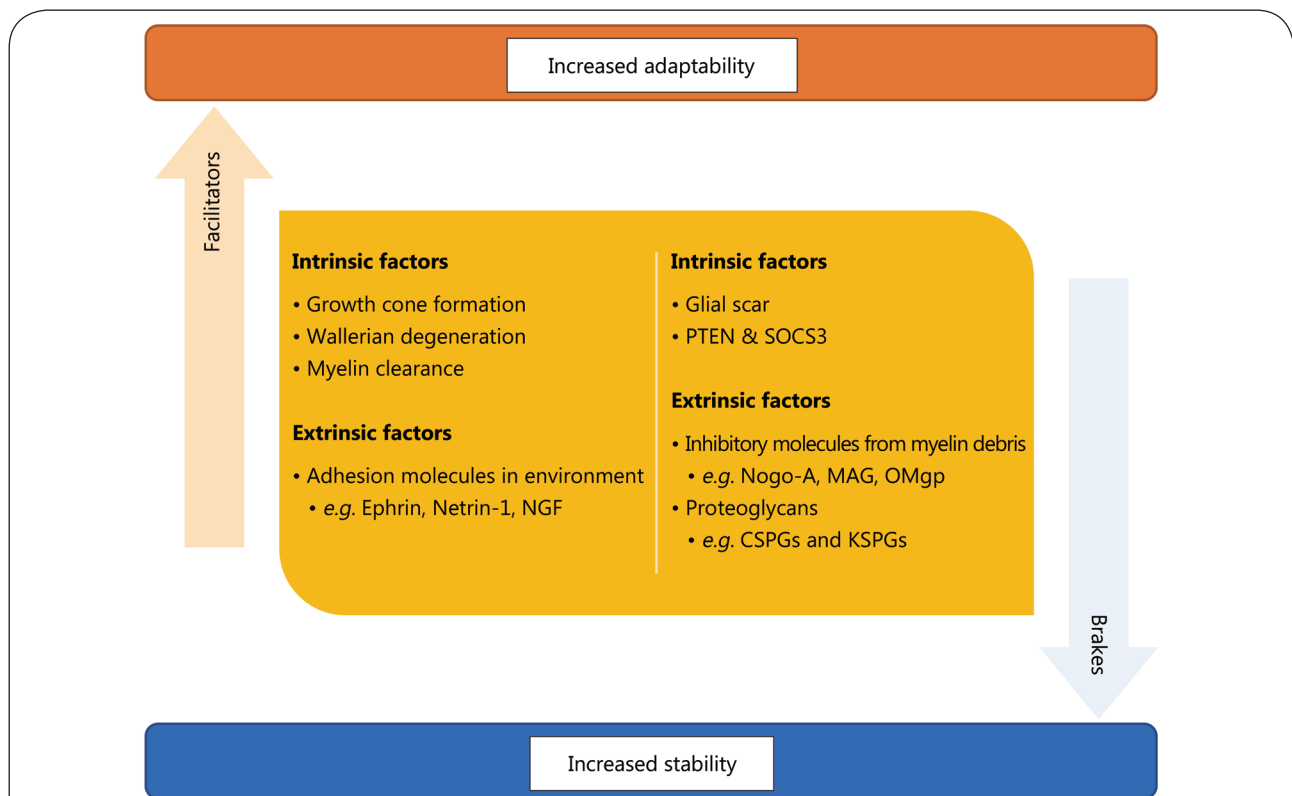 Increased adaptability
Facilitators
Intrinsic factors
• Growth cone formation
• Wallerian degeneration
• Myelin clearance
Extrinsic factors
• Adhesion molecules in environment
• e.g. Ephrin, Netrin-1, NGF
Intrinsic factors
• Glial scar
• PTEN & SOCS3
Extrinsic factors
• Inhibitory molecules from myelin debris
• e.g. Nogo-A, MAG, OMgp
• Proteoglycans
• e.g. CSPGs and KSPGs
Brakes
Increased stability